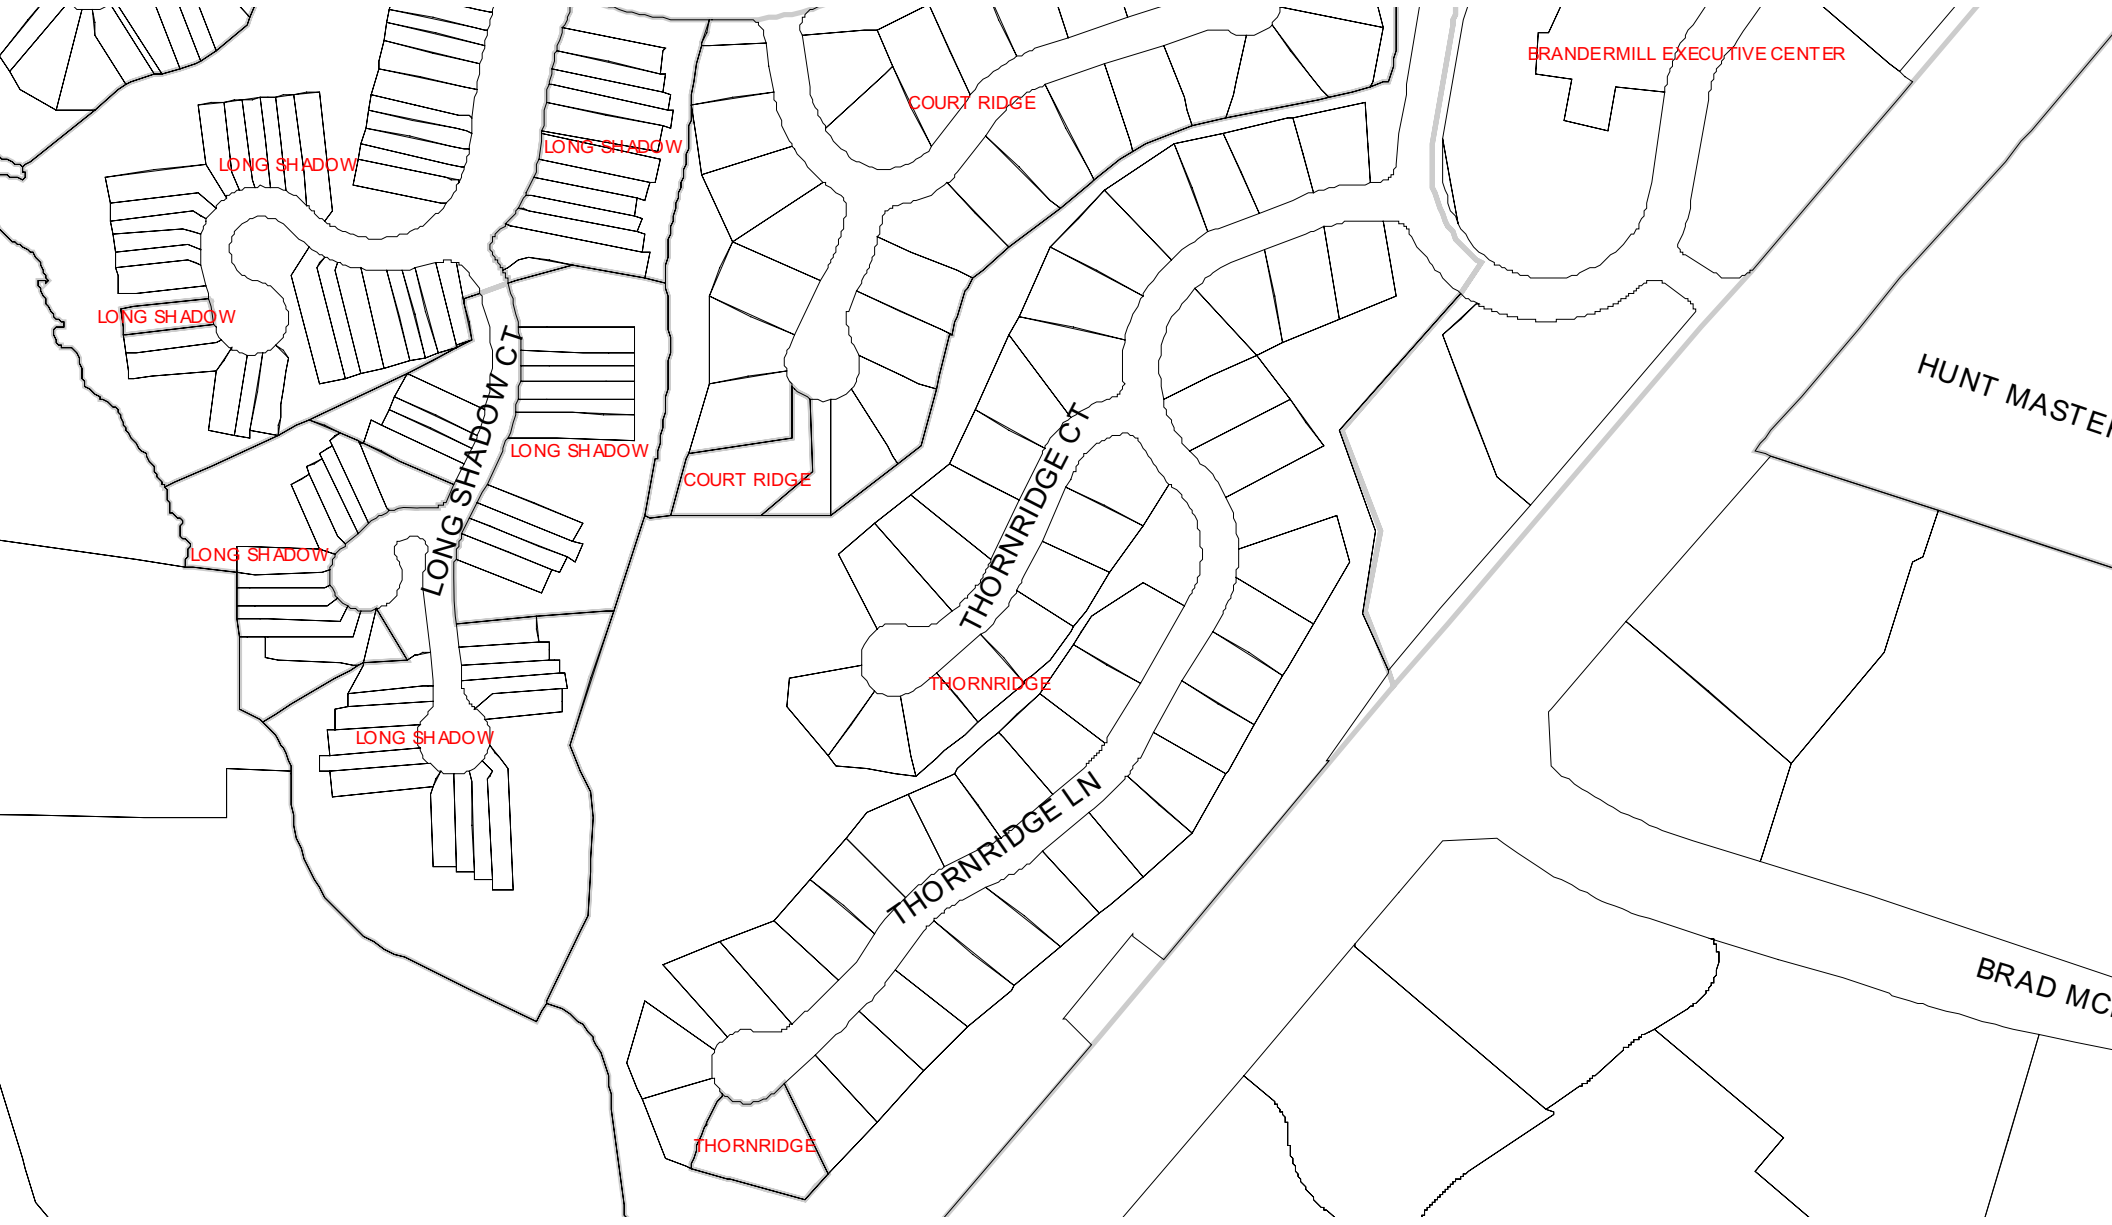 BRANDERMILL EXECUTIVE CENTER
COURT RIDGE
LONG SHADOW
LONG SHADOW
LONG SHADOW
HUNT MASTE
LONG SHADOW CT
THORNRIDGE CT
LONG SHADOW
COURT RIDGE
LONG SHADOW
THORNRIDGE
LONG SHADOW
THORNRIDGE LN
BRAD MC
THORNRIDGE